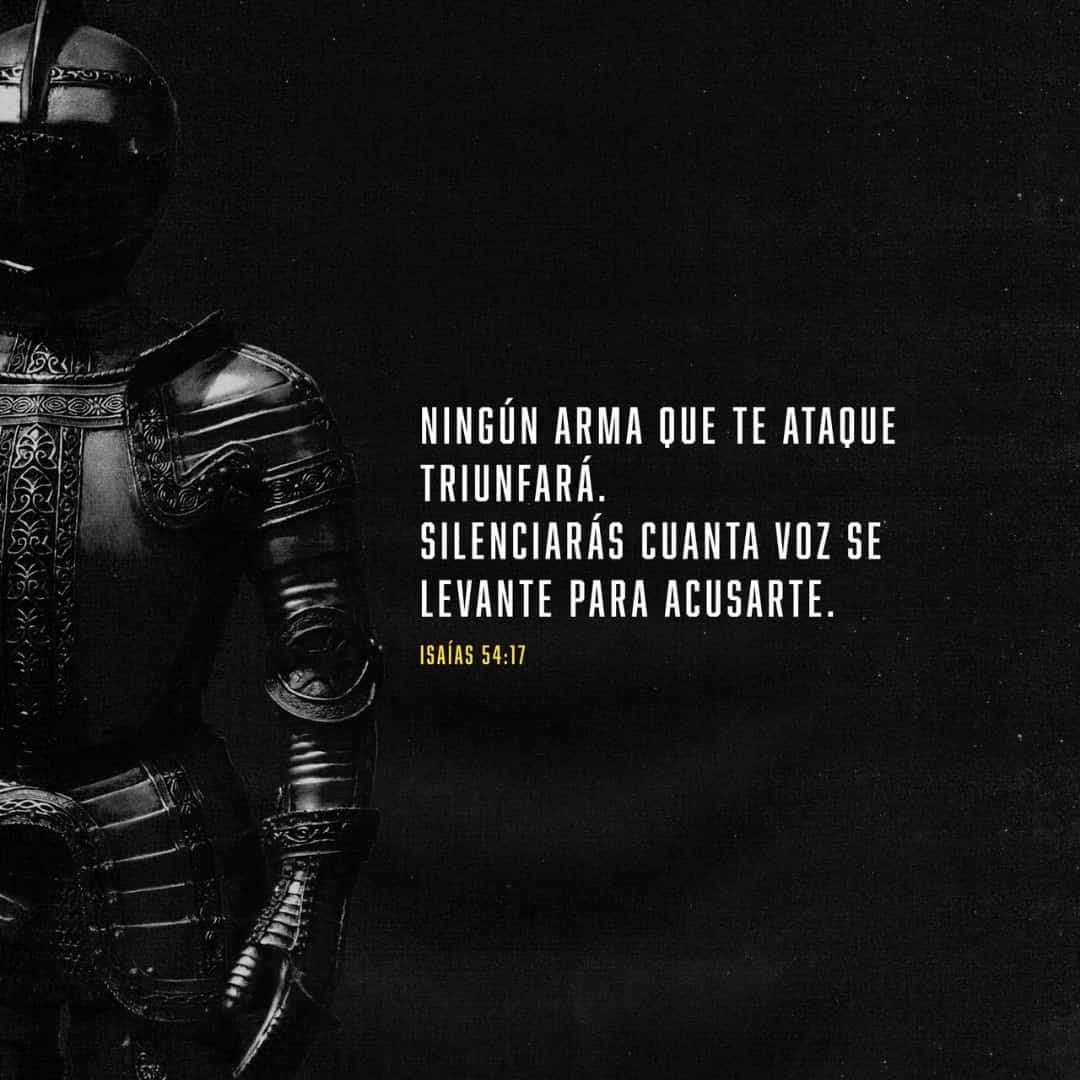 NINGÚN ARMA QUE TE ATAQUE
TRIUNFARÁ.
SILENCIARÁS CUANTA VOZ SE
LEVANTE PARA ACUSARTE.
ISAÍAS 54:17